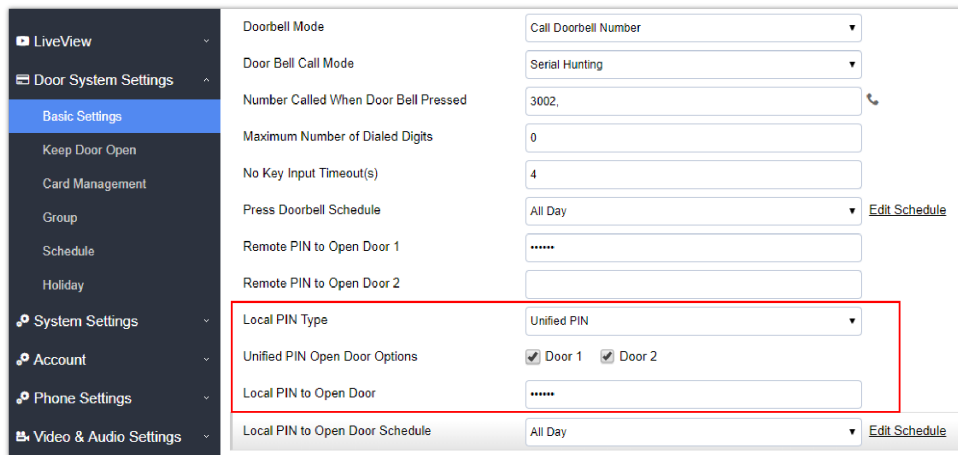 LiveView
Door System Settings
Basic Settings
Keep Door Open
Card Management
Group
Schedule
Holiday
System Settings
Account
Phone Settings
Video & Audio Settings
Doorbell Mode Call Doorbell Number
Door Bell Call Mode Serial Hunting
Number Called When Door Bell Pressed 3002,
Maximum Number of Dialed Digits 0
No Key Input Timeout(s) 4
Press Doorbell Schedule All Day Edit Schedule
Remote PIN to Open Door 1 ••••••
Remote PIN to Open Door 2
Local PIN Type Unified PIN
Unified PIN Open Door Options Door 1 Door 2
Local PIN to Open Door ••••••
Local PIN to Open Door Schedule All Day Edit Schedule